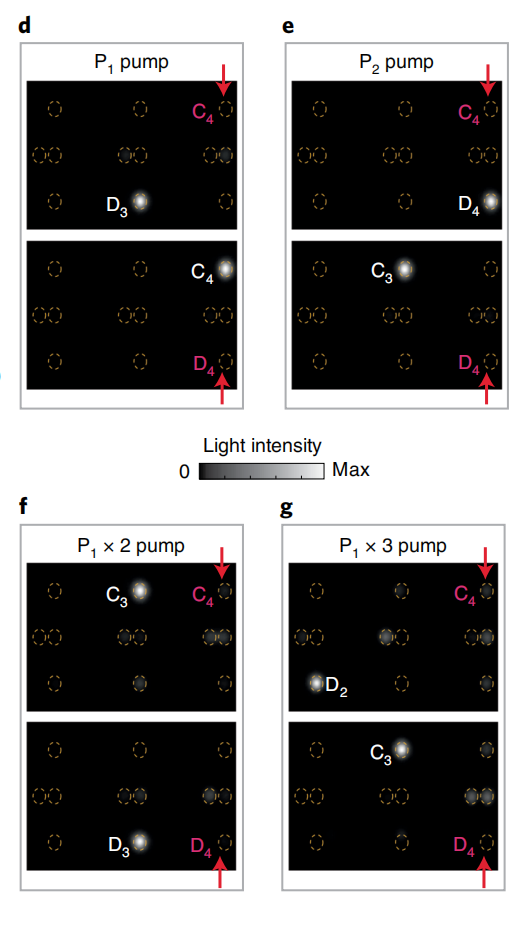 d
P₁ pump
C₄
D₃
C₄
D₄
e
P₂ pump
C₄
D₄
C₃
D₄
Light intensity
0 Max
f
P₁ × 2 pump
C₃ C₄
D₃ D₄
g
P₁ × 3 pump
C₄
D₂
C₃
D₄